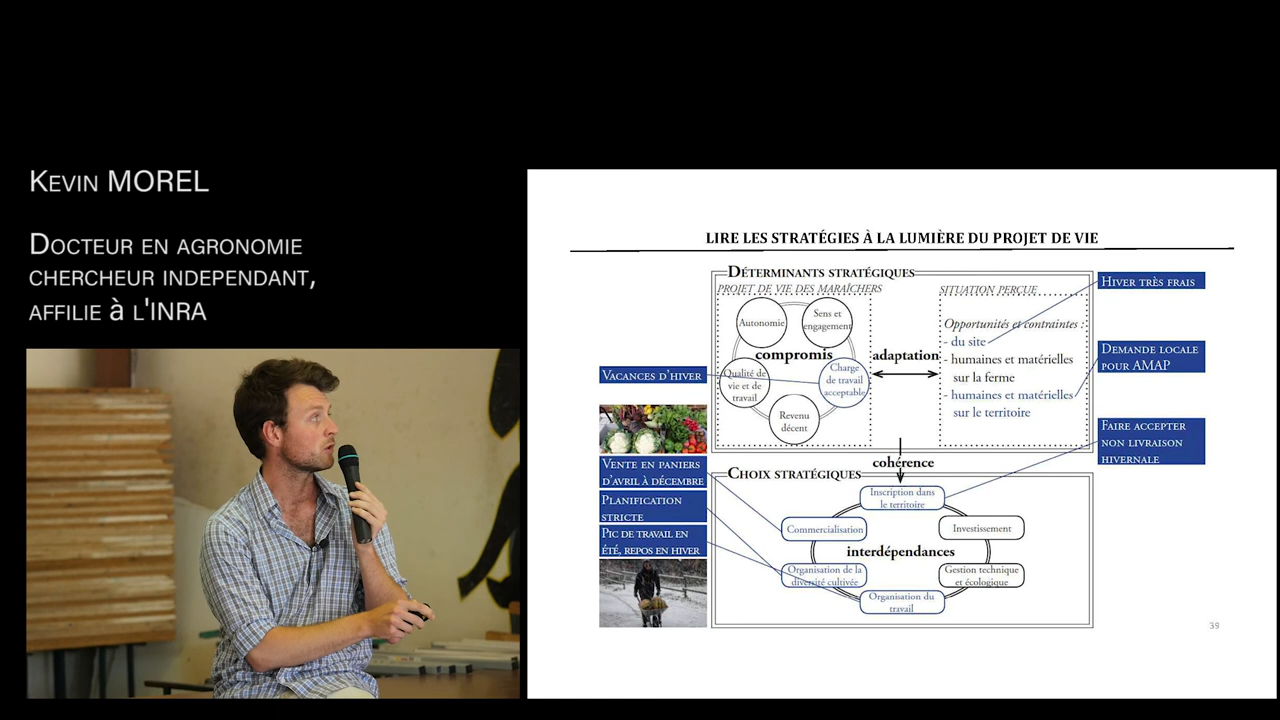 Kevin MOREL
Docteur en agronomie
chercheur independant,
affilie à l'INRA
LIRE LES STRATÉGIES À LA LUMIÈRE DU PROJET DE VIE
Déterminants stratégiques
PROJET DE VIE DES MARAÎCHERS
Autonomie
Sens et
engagement
compromis
Qualité de
vie et de
travail
Charge
de travail
acceptable
Revenu
décent
adaptation
SITUATION PERÇUE
Opportunités et contraintes :
- du site
- humaines et matérielles
sur la ferme
- humaines et matérielles
sur le territoire
Hiver très frais
Demande locale
pour AMAP
Faire accepter
non livraison
hivernale
Vacances d'hiver
Vente en paniers
d'avril à décembre
Planification
stricte
Pic de travail en
été, repos en hiver
cohérence
Choix stratégiques
Inscription dans
le territoire
Commercialisation
Investissement
interdépendances
Organisation de la
diversité cultivée
Gestion technique
et écologique
Organisation du
travail
39